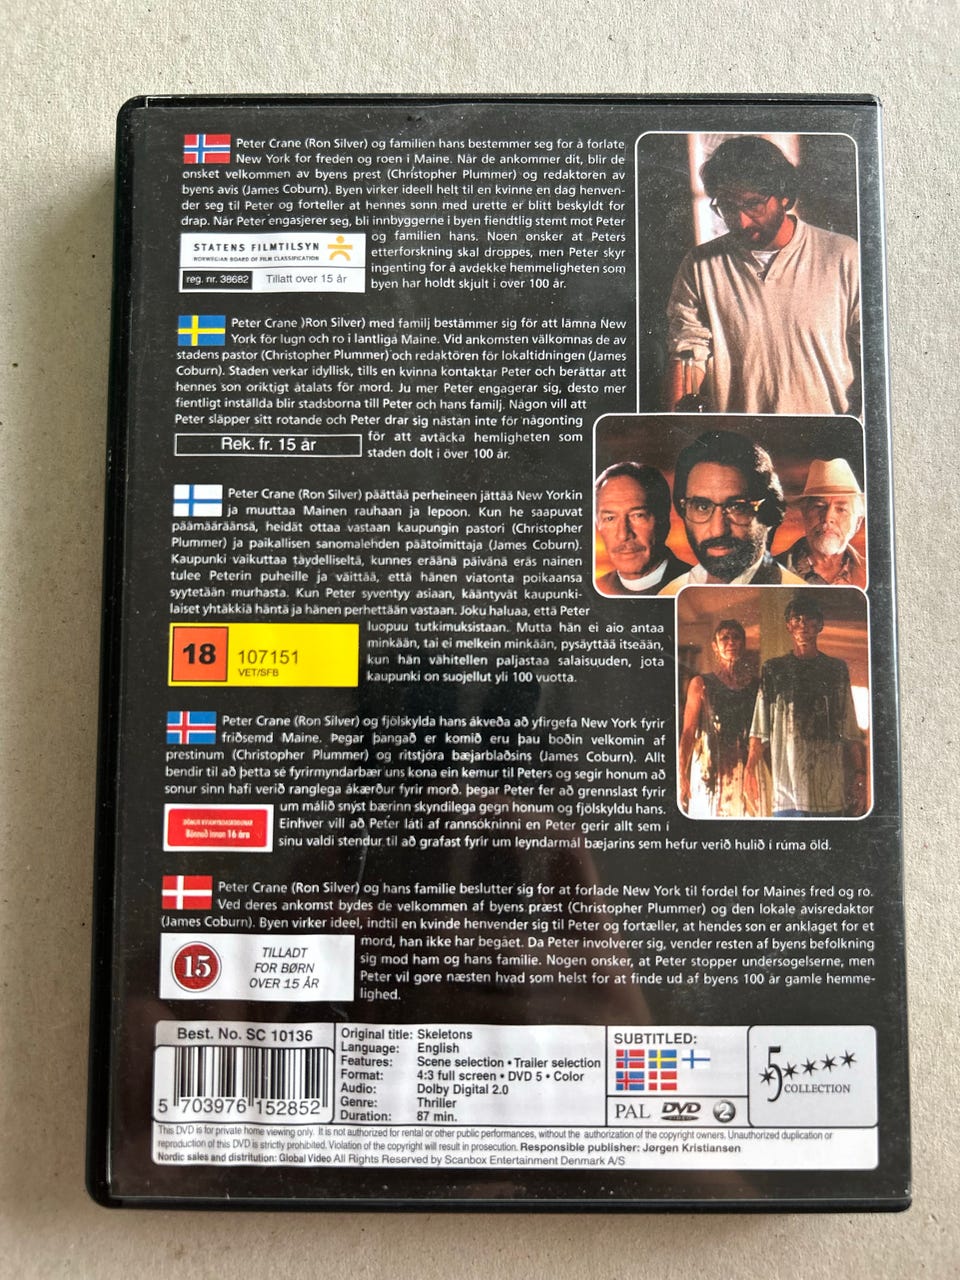 Peter Crane (Ron Silver) og familien hans bestemmer seg for å forlate
New York for freden og roen i Maine. Når de ankommer dit, blir de
ønsket velkommen av byens prest (Christopher Plummer) og redaktøren av
byens avis (James Coburn). Byen virker ideell helt til en kvinne en dag henven-
der seg til Peter og forteller at hennes sonn med urette er blitt beskyldt for
drap. När Peter engasjerer seg, bli innbyggerne i byen fiendtlig stemt mot Peter
og familien hans. Noen ønsker at Peters
etterforskning skal droppes, men Peter skyr
ingenting for å avdekke hemmeligheten som
byen har holdt skjult i over 100 år.
STATENS FILMTILSYN
NORWEGIAN BOARD OF FILM CLASSIFICATION
reg. nr. 38682 Tillatt over 15 år
Peter Crane )Ron Silver) med familj bestämmer sig för att lämna New
York för lugn och ro i lantliga Maine. Vid ankomsten välkomnas de av
stadens pastor (Christopher Plummer) och redaktören för lokaltidningen (James
Coburn). Staden verkar idyllisk, tills en kvinna kontaktar Peter och berättar att
hennes son oriktigt åtalats för mord. Ju mer Peter engagerar sig, desto mer
fientligt inställda blir stadsborna till Peter och hans familj. Någon vill att
Peter släpper sitt rotande och Peter drar sig nästan inte för någonting
för att avtäcka hemligheten som
staden dolt i över 100 år.
Rek. fr. 15 år
Peter Crane (Ron Silver) päättää perheineen jättää New Yorkin
ja muuttaa Mainen rauhaan ja lepoon. Kun he saapuvat
päämääräänsä, heidät ottaa vastaan kaupungin pastori (Christopher
Plummer) ja paikallisen sanomalehden päätoimittaja (James Coburn).
Kaupunki vaikuttaa täydelliseltä, kunnes eräänä päivänä eräs nainen
tulee Peterin puheille ja väittää, että hänen viatonta poikaansa
syytetään murhasta. Kun Peter syventyy asiaan, kääntyvät kaupunki-
laiset yhtäkkiä häntä ja hänen perhettään vastaan. Joku haluaa, että Peter
luopuu tutkimuksistaan. Mutta hän ei aio antaa
minkään, tai ei melkein minkään, pysäyttää itseään,
kun hän vähitellen paljastaa salaisuuden, jota
kaupunki on suojellut yli 100 vuotta.
18 107151
VET/SFB
Peter Crane (Ron Silver) og fjölskylda hans ákveða að yfirgefa New York fyrir
friðsemd Maine. Þegar þangað er komið eru þau boðin velkomin af
prestinum (Christopher Plummer) og ritstjóra bæjarblaðsins (James Coburn). Allt
bendir til að þetta sé fyrirmyndarbær uns kona ein kemur til Peters og segir honum að
sonur sinn hafi verið ranglega ákærður fyrir morð. þegar Peter fer að grennslast fyrir
um málið snýst bærinn skyndilega gegn honum og fjölskyldu hans.
Einhver vill að Peter láti af rannsókninni en Peter gerir allt sem í
sínu valdi stendur til að grafast fyrir um leyndarmál bæjarins sem hefur verið hulið í rúma öld.
Bönnuð innan 16 ára
Peter Crane (Ron Silver) og hans familie beslutter sig for at forlade New York til fordel for Maines fred og ro.
Ved deres ankomst bydes de velkommen af byens præst (Christopher Plummer) og den lokale avisredaktør
(James Coburn). Byen virker ideel, indtil en kvinde henvender sig til Peter og fortæller, at hendes søn er anklaget for et
mord, han ikke har begået. Da Peter involverer sig, vender resten af byens befolkning
sig mod ham og hans familie. Nogen ønsker, at Peter stopper undersøgelserne, men
Peter vil gøre næsten hvad som helst for at finde ud af byens 100 år gamle hemme-
lighed.
15
TILLADT
FOR BØRN
OVER 15 ÅR
Best. No. SC 10136
5 703976 152852
Original title: Skeletons
Language: English
Features: Scene selection • Trailer selection
Format: 4:3 full screen • DVD 5 • Color
Audio: Dolby Digital 2.0
Genre: Thriller
Duration: 87 min.
SUBTITLED:
PAL DVD VIDEO 2
5 COLLECTION
This DVD is for private home viewing only. It is not authorized for rental or other public performances, without the authorization of the copyright owners. Unauthorized duplication or
reproduction of this DVD is strictly prohibited. Violation of the copyright will result in prosecution. Responsible publisher: Jørgen Kristiansen
Nordic sales and distritution: Global Video All Rights Reserved by Scanbox Entertainment Denmark A/S